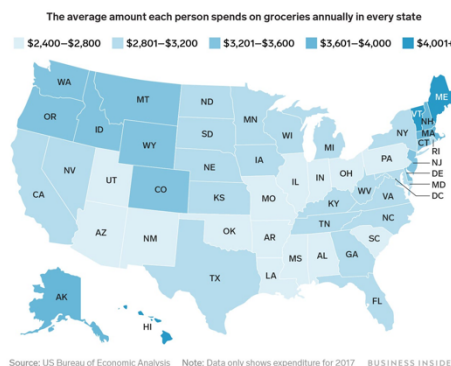 The average amount each person spends on groceries annually in every state
$2,400–$2,800 $2,801–$3,200 $3,201–$3,600 $3,601–$4,000 $4,001+
WA
OR
ID
MT
WY
CO
ND
SD
NE
KS
MN
IA
WI
MI
NY
VT
NH
ME
MA
CT
RI
NJ
DE
MD
DC
PA
OH
IN
IL
MO
KY
WV
VA
NC
TN
SC
GA
AL
MS
AR
LA
OK
TX
NM
AZ
UT
NV
CA
FL
AK
HI
Source: US Bureau of Economic Analysis Note: Data only shows expenditure for 2017 BUSINESS INSIDE